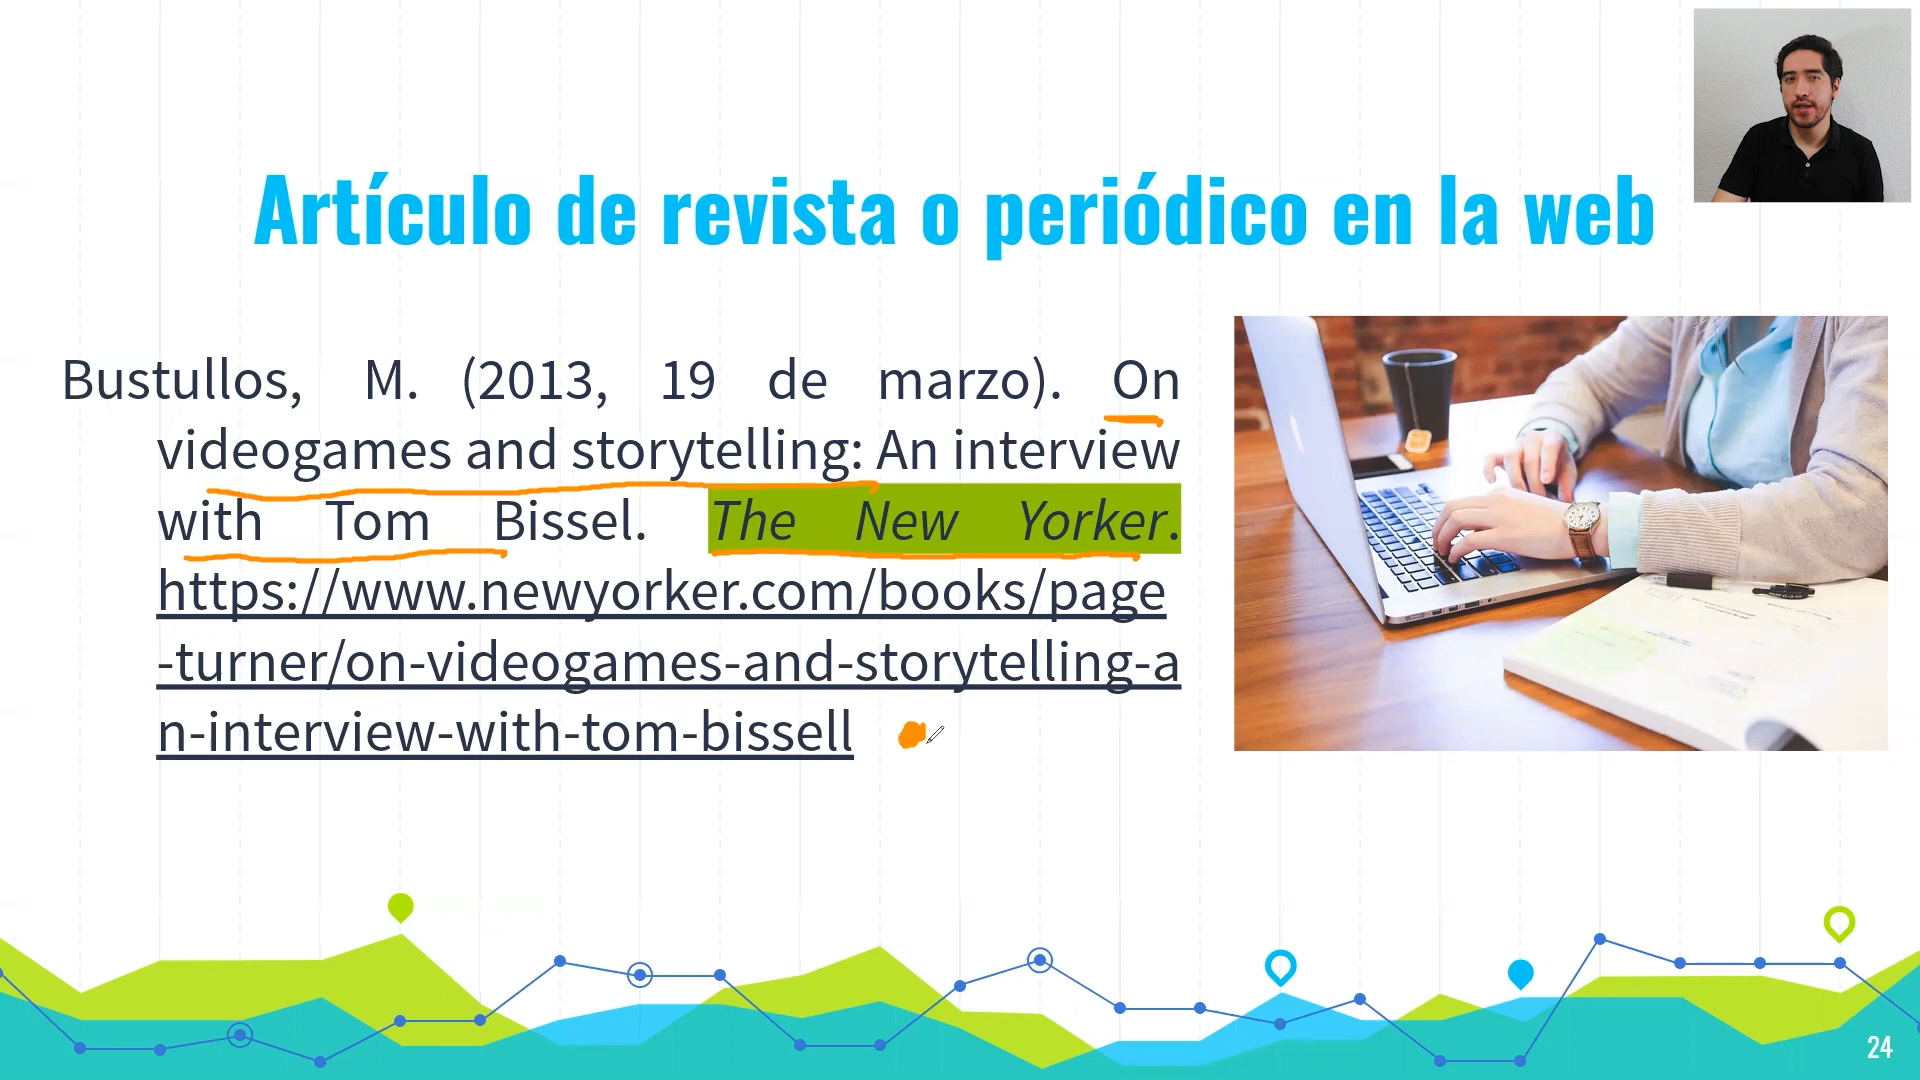 Artículo de revista o periódico en la web
Bustullos, M. (2013, 19 de marzo). On
videogames and storytelling: An interview
with Tom Bissel. The New Yorker.
https://www.newyorker.com/books/page
-turner/on-videogames-and-storytelling-a
n-interview-with-tom-bissell
24